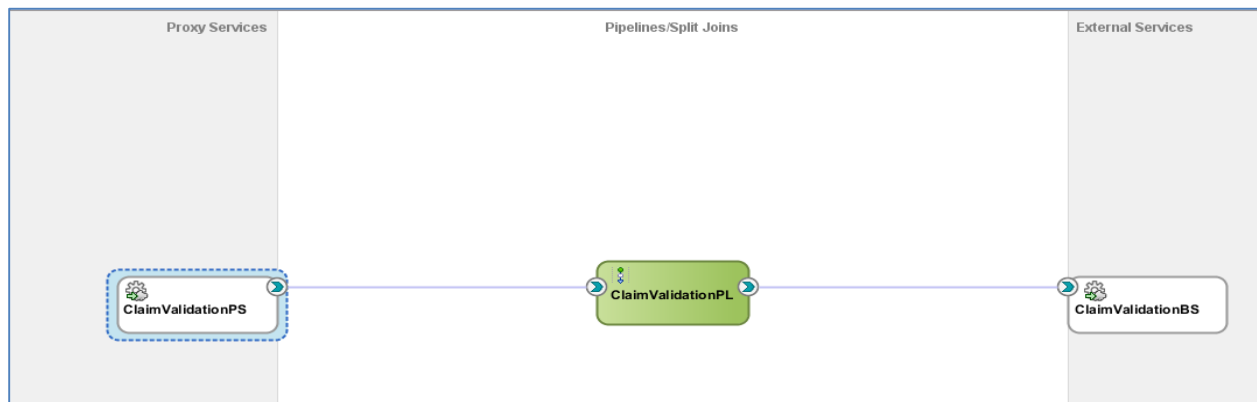 Proxy Services
Pipelines/Split Joins
External Services
ClaimValidationPS
ClaimValidationPL
ClaimValidationBS